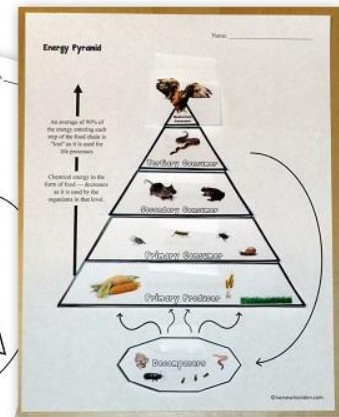 Name:
Energy Pyramid
An average of 90% of
the energy entering each
step of the food chain is
"lost" as it is used for
life processes
Chemical energy in the
form of food — decreases
as it is used by the
organisms in that level.
Quaternary
Consumer
Tertiary Consumer
Secondary Consumer
Primary Consumer
Primary Producer
Decomposers
©homeschoolden.com